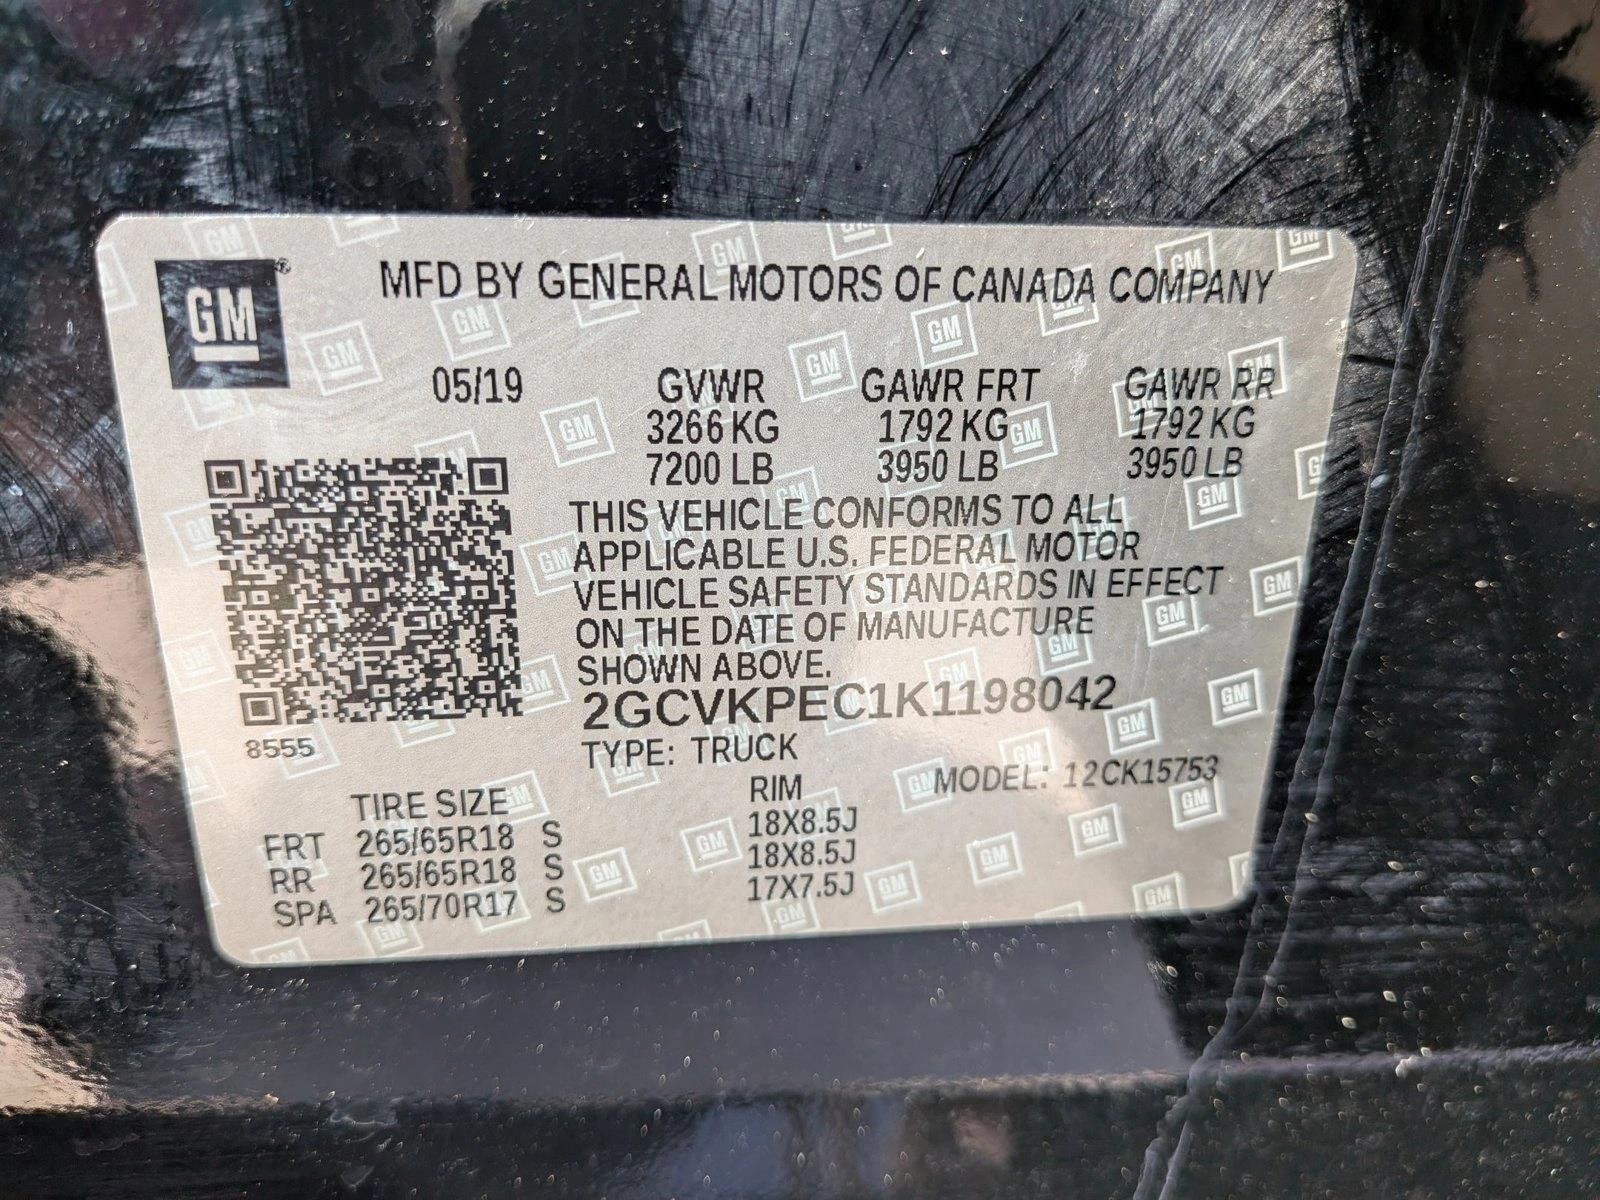 GM ®
MFD BY GENERAL MOTORS OF CANADA COMPANY
05/19 GVWR GAWR FRT GAWR RR
3266 KG 1792 KG 1792 KG
7200 LB 3950 LB 3950 LB
THIS VEHICLE CONFORMS TO ALL
APPLICABLE U.S. FEDERAL MOTOR
VEHICLE SAFETY STANDARDS IN EFFECT
ON THE DATE OF MANUFACTURE
SHOWN ABOVE.
2GCVKPEC1K1198042
8555
TYPE: TRUCK
MODEL: 12CK15753
TIRE SIZE RIM
FRT 265/65R18 S 18X8.5J
RR 265/65R18 S 18X8.5J
SPA 265/70R17 S 17X7.5J